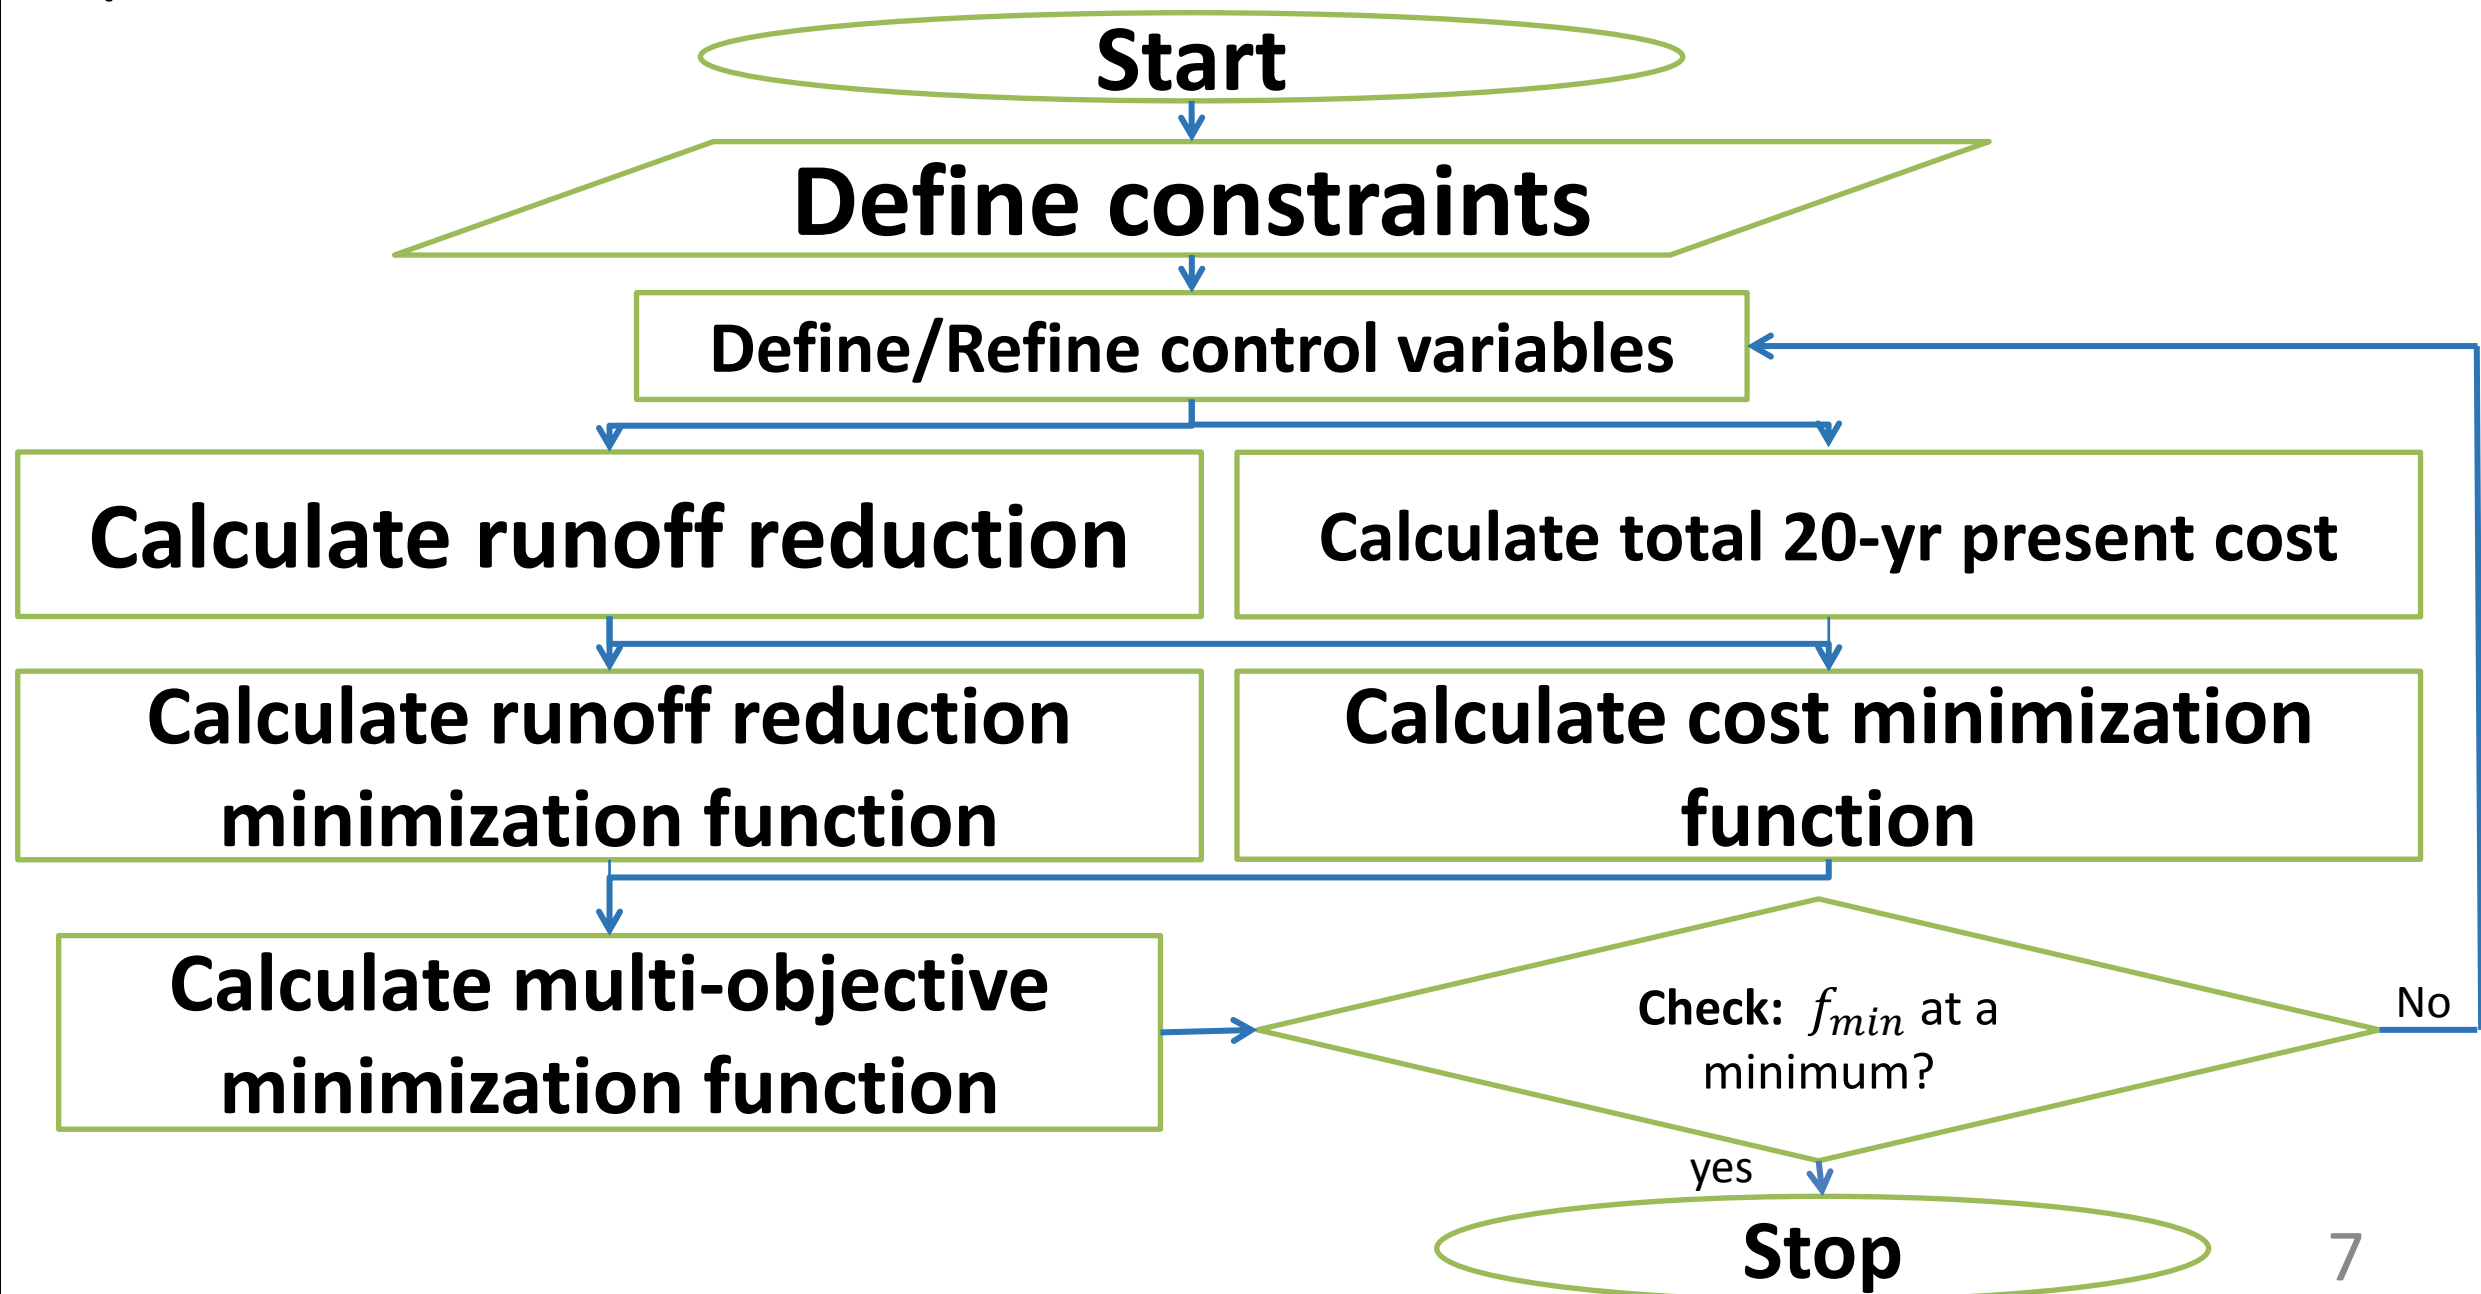 Start
Define constraints
Define/Refine control variables
Calculate runoff reduction
Calculate total 20-yr present cost
Calculate runoff reduction
minimization function
Calculate cost minimization
function
Calculate multi-objective
minimization function
Check: f_min at a
minimum?
No
yes
Stop
7